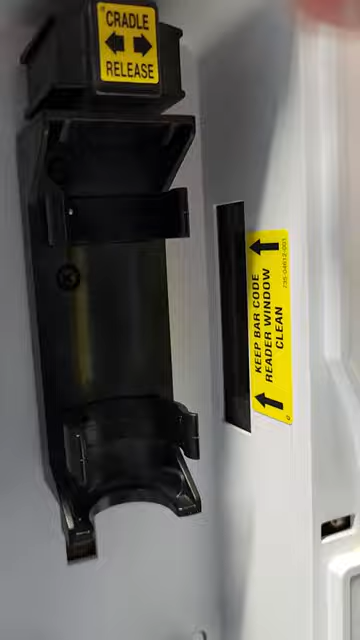 CRADLE
RELEASE
KEEP BAR CODE
READER WINDOW
CLEAN